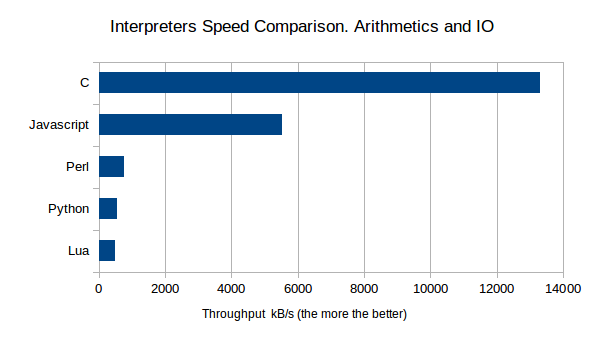 Interpreters Speed Comparison. Arithmetics and IO
C
Javascript
Perl
Python
Lua
0 2000 4000 6000 8000 10000 12000 14000
Throughput kB/s (the more the better)